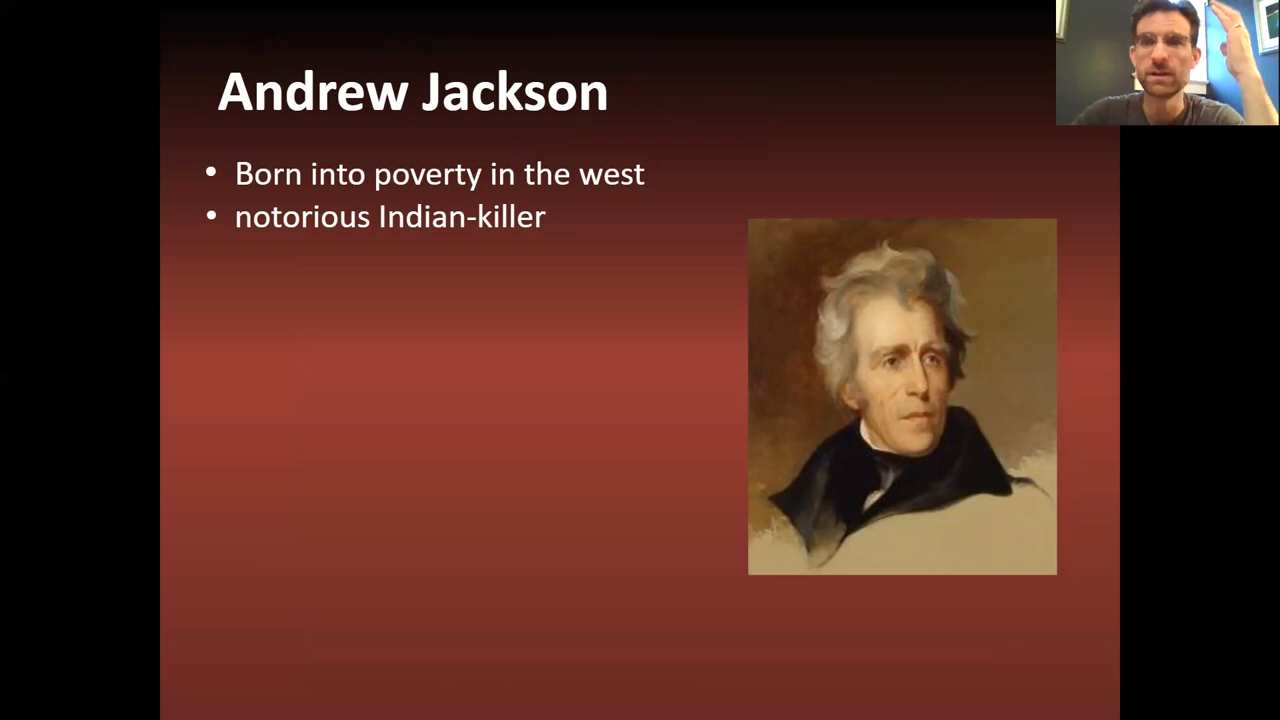 Andrew Jackson
• Born into poverty in the west
• notorious Indian-killer